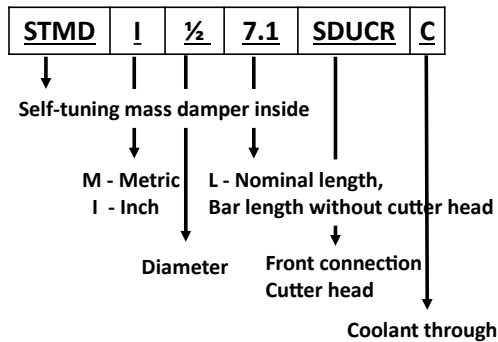 STMD I ½ 7.1 SDUCR C
Self-tuning mass damper inside
M - Metric
I - Inch
L - Nominal length,
Bar length without cutter head
Diameter
Front connection
Cutter head
Coolant through